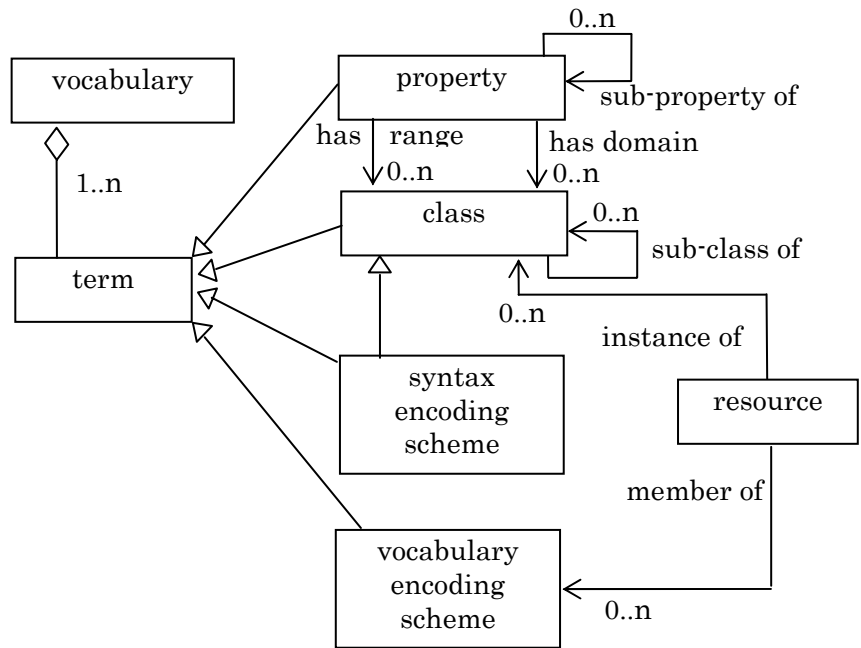 0..n
vocabulary
property
sub-property of
has range
has domain
1..n
0..n
0..n
class
0..n
sub-class of
term
0..n
instance of
syntax
encoding
scheme
resource
member of
vocabulary
encoding
scheme
0..n